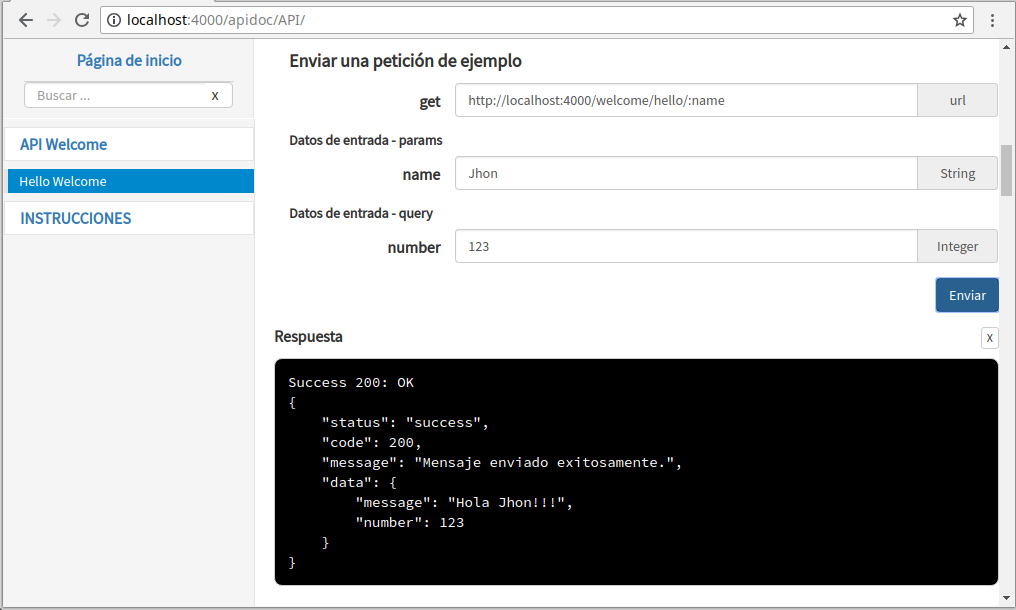 localhost:4000/apidoc/API/
Página de inicio
Buscar ...
x
API Welcome
Hello Welcome
INSTRUCCIONES
Enviar una petición de ejemplo
get http://localhost:4000/welcome/hello/:name url
Datos de entrada - params
name Jhon String
Datos de entrada - query
number 123 Integer
Enviar
Respuesta
X
Success 200: OK
{
    "status": "success",
    "code": 200,
    "message": "Mensaje enviado exitosamente.",
    "data": {
        "message": "Hola Jhon!!!",
        "number": 123
    }
}